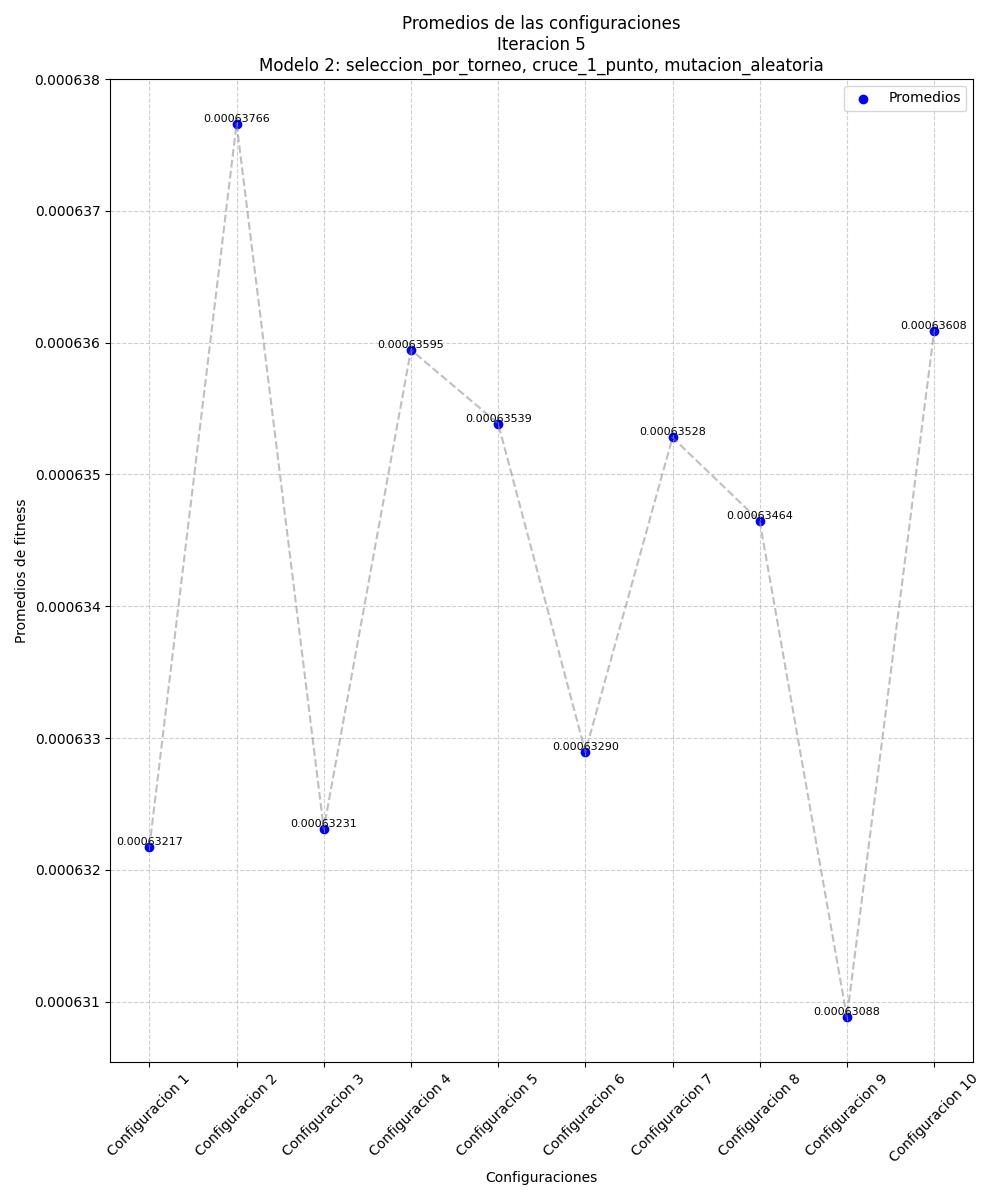 Promedios de las configuraciones
Iteracion 5
Modelo 2: seleccion_por_torneo, cruce_1_punto, mutacion_aleatoria
Promedios
0.000638
0.000637
0.000636
0.000635
0.000634
0.000633
0.000632
0.000631
Promedios de fitness
0.00063217
0.00063766
0.00063231
0.00063595
0.00063539
0.00063290
0.00063528
0.00063464
0.00063088
0.00063608
Configuracion 1
Configuracion 2
Configuracion 3
Configuracion 4
Configuracion 5
Configuracion 6
Configuracion 7
Configuracion 8
Configuracion 9
Configuracion 10
Configuraciones